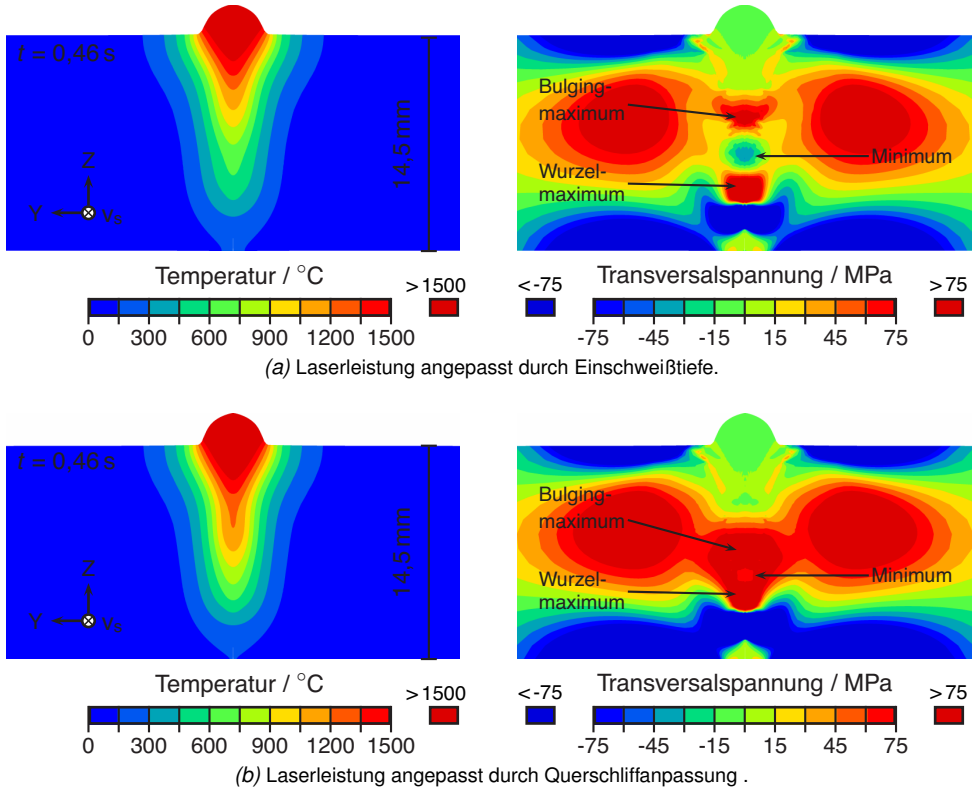 t = 0,46 s
14,5 mm
Z
Y
vs
Bulging-
maximum
Minimum
Wurzel-
maximum
Temperatur / °C
>1500
0 300 600 900 1200 1500
<-75
Transversalspannung / MPa
>75
-75 -45 -15 15 45 75
(a) Laserleistung angepasst durch Einschweißtiefe.
t = 0,46 s
14,5 mm
Z
Y
vs
Bulging-
maximum
Minimum
Wurzel-
maximum
Temperatur / °C
>1500
0 300 600 900 1200 1500
<-75
Transversalspannung / MPa
>75
-75 -45 -15 15 45 75
(b) Laserleistung angepasst durch Querschliffanpassung .